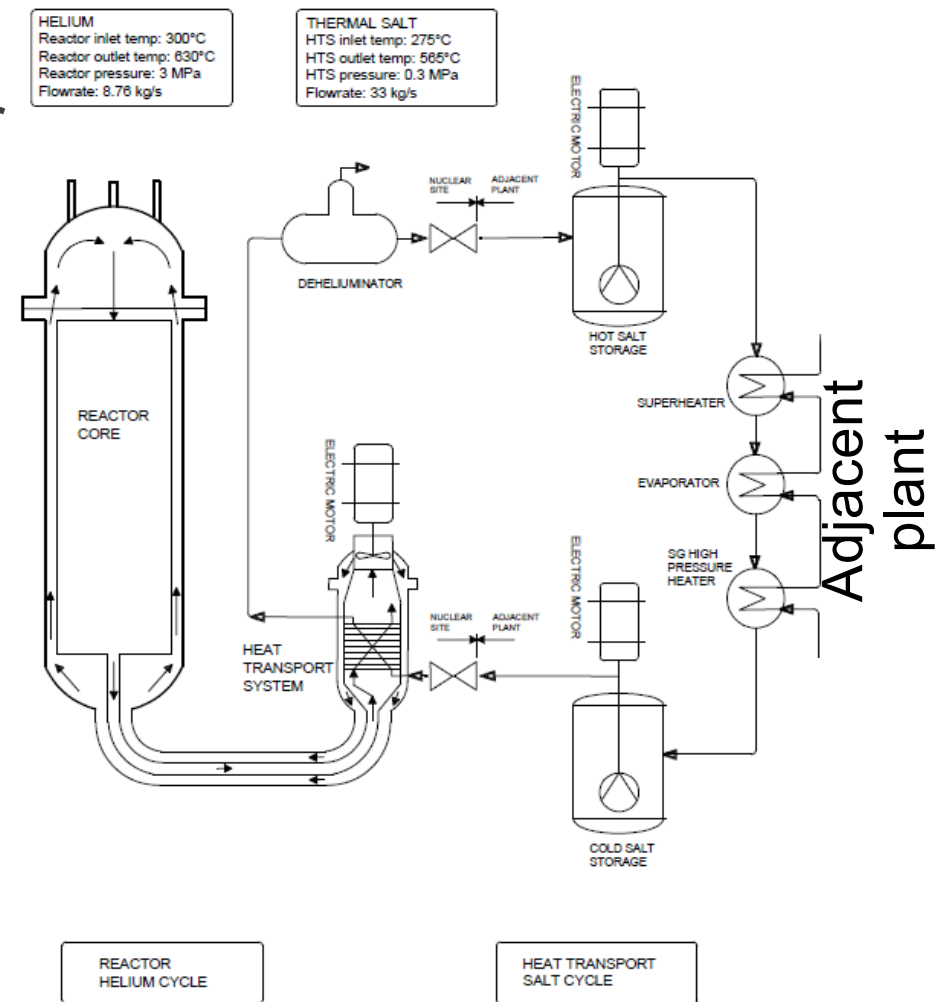 HELIUM
Reactor inlet temp: 300°C
Reactor outlet temp: 630°C
Reactor pressure: 3 MPa
Flowrate: 8.76 kg/s
THERMAL SALT
HTS inlet temp: 275°C
HTS outlet temp: 565°C
HTS pressure: 0.3 MPa
Flowrate: 33 kg/s
ELECTRIC MOTOR
NUCLEAR
SITE
ADJACENT
PLANT
DEHELIUMINATOR
HOT SALT
STORAGE
SUPERHEATER
REACTOR
CORE
ELECTRIC MOTOR
EVAPORATOR
Adjacent
plant
SG HIGH
PRESSURE
HEATER
ELECTRIC MOTOR
NUCLEAR
SITE
ADJACENT
PLANT
HEAT
TRANSPORT
SYSTEM
COLD SALT
STORAGE
REACTOR
HELIUM CYCLE
HEAT TRANSPORT
SALT CYCLE